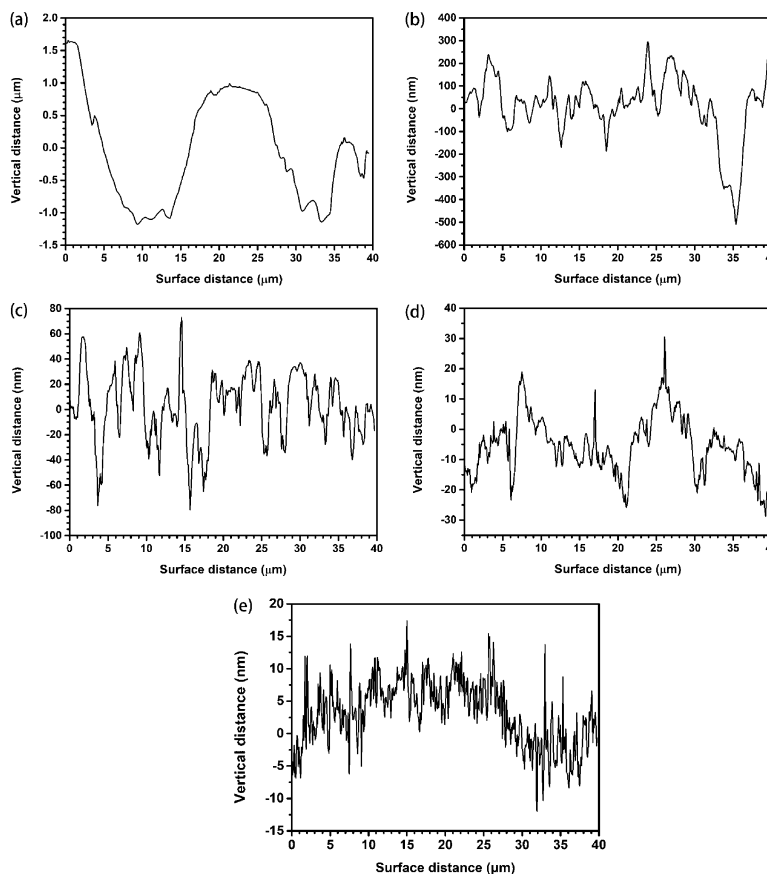 (a)
2.0
1.5
1.0
0.5
0.0
-0.5
-1.0
-1.5
0 5 10 15 20 25 30 35 40
Vertical distance (μm)
Surface distance (μm)
(b)
400
300
200
100
0
-100
-200
-300
-400
-500
-600
0 5 10 15 20 25 30 35 40
Vertical distance (nm)
Surface distance (μm)
(c)
80
60
40
20
0
-20
-40
-60
-80
-100
0 5 10 15 20 25 30 35 40
Vertical distance (nm)
Surface distance (μm)
(d)
40
30
20
10
0
-10
-20
-30
0 5 10 15 20 25 30 35 40
Vertical distance (nm)
Surface distance (μm)
(e)
20
15
10
5
0
-5
-10
-15
0 5 10 15 20 25 30 35 40
Vertical distance (nm)
Surface distance (μm)